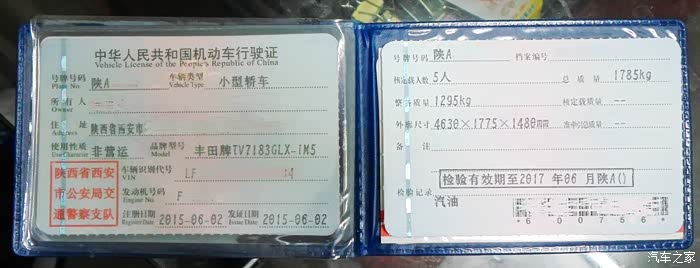 中华人民共和国机动车行驶证
Vehicle License of the People's Republic of China
号牌号码 陕A 车辆类型 小型轿车
Plate No. Vehicle Type
所有人
Owner
住址 陕西省西安市
Address
使用性质 非营运 品牌型号 丰田牌TV7183GLX-iM5
Use Character Model
陕西省西安
市公安局交
通警察支队
车辆识别代号 LF
VIN
发动机号码 F
Engine No.
注册日期 2015-06-02 发证日期 2015-06-02
Register Date Issue Date
号牌号码 陕A 档案编号
核定载人数 5人 总质量 1785kg
整备质量 1295kg 核定载质量 --
外廓尺寸 4630×1775×1480mm 准牵引总质量 --
备注
检验有效期至2017 年06 月陕A()
检验记录
汽油
*600756*
汽车之家